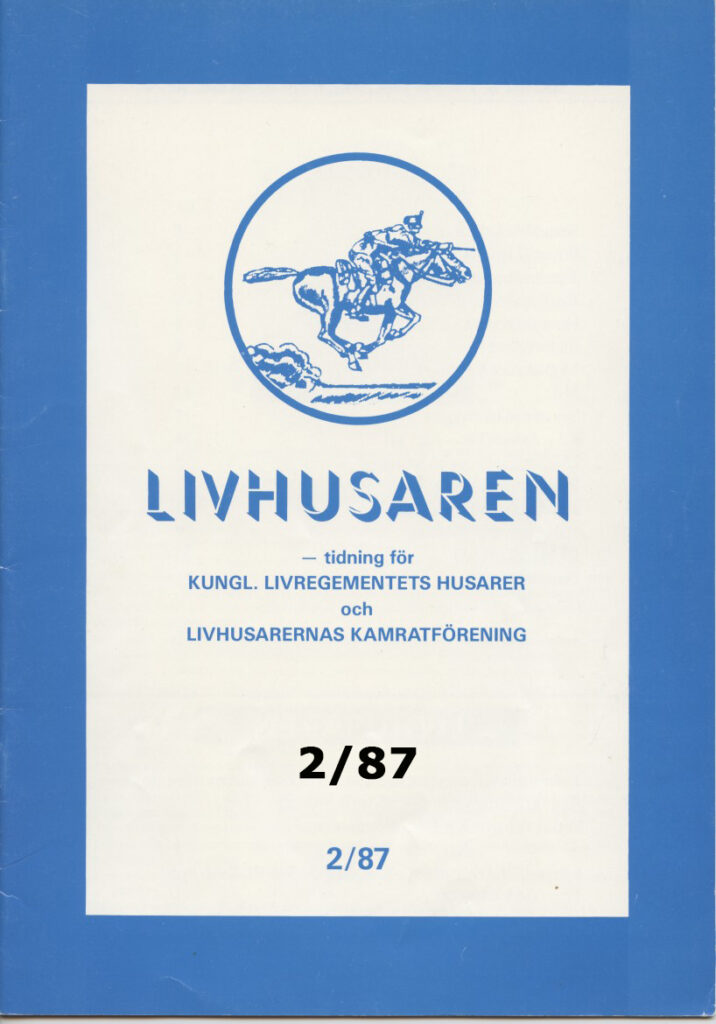 LIVHUSAREN
— tidning för
KUNGL. LIVREGEMENTETS HUSARER
och
LIVHUSARERNAS KAMRATFÖRENING
2/87
2/87